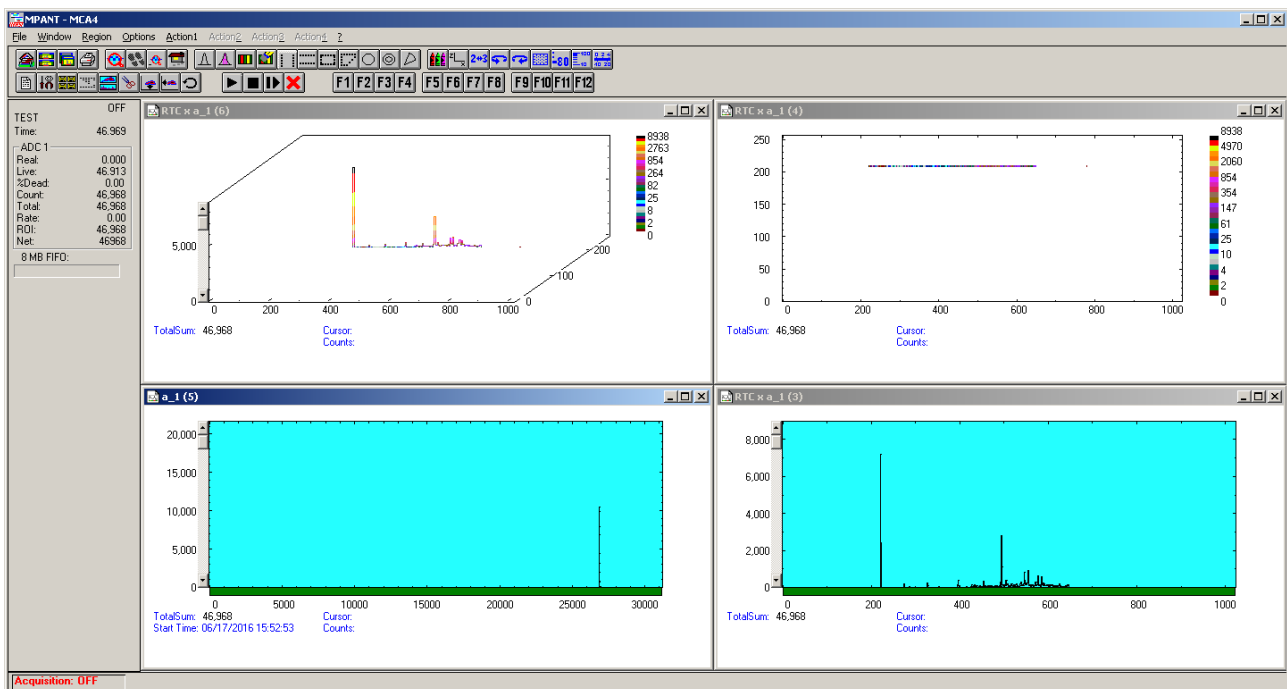 MPANT - MCA4
File Window Region Options Action1 Action2 Action3 Action4 ?
F1 F2 F3 F4 F5 F6 F7 F8 F9 F10 F11 F12
OFF
TEST
Time: 46.969
ADC 1
Real: 0.000
Live: 46.913
%Dead: 0.00
Count: 46,968
Total: 46,968
Rate: 0.00
ROI: 46,968
Net: 46968
8 MB FIFO:
RTC x a_1 (6)
8938
2763
854
264
82
25
8
2
0
5,000
0
0 200 400 600 800 1000
0
100
200
TotalSum: 46,968 Cursor:
Counts:
RTC x a_1 (4)
250
200
150
100
50
0
0 200 400 600 800 1000
8938
4970
2060
854
354
147
61
25
10
4
2
0
TotalSum: 46,968 Cursor:
Counts:
a_1 (5)
20,000
15,000
10,000
5,000
0
0 5000 10000 15000 20000 25000 30000
TotalSum: 46,968 Cursor:
Start Time: 06/17/2016 15:52:53 Counts:
RTC x a_1 (3)
8,000
6,000
4,000
2,000
0
0 200 400 600 800 1000
TotalSum: 46,968 Cursor:
Counts:
Acquisition: OFF